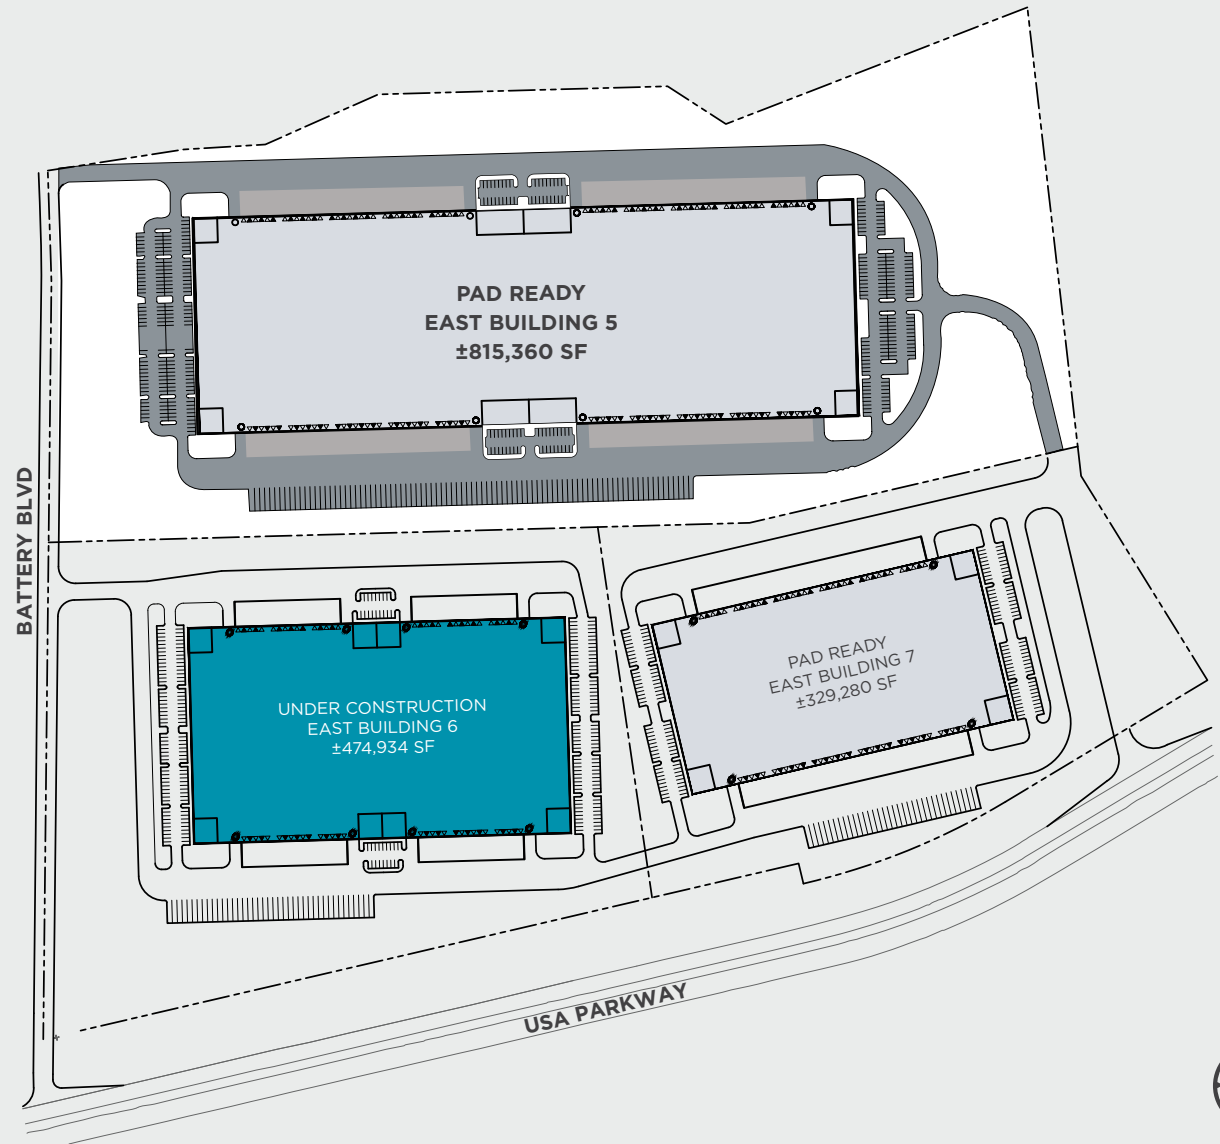 PAD READY
EAST BUILDING 5
±815,360 SF
BATTERY BLVD
PAD READY
EAST BUILDING 7
±329,280 SF
UNDER CONSTRUCTION
EAST BUILDING 6
±474,934 SF
USA PARKWAY